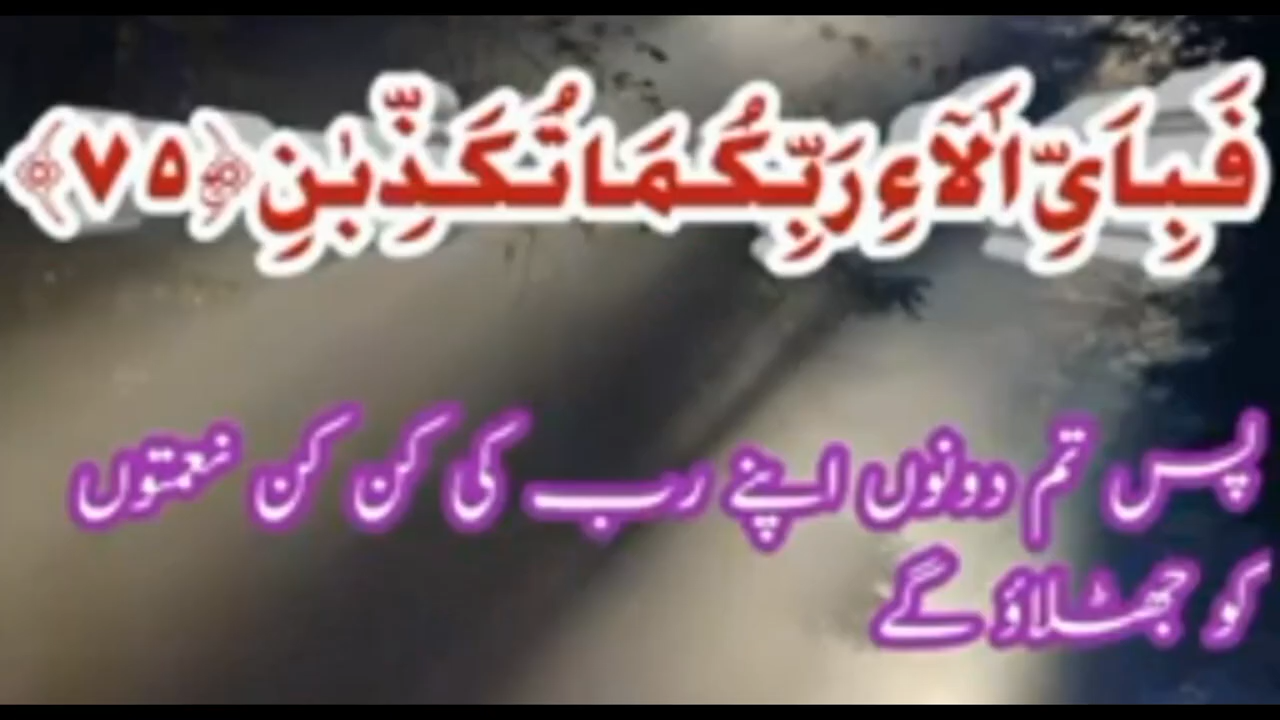 فَبِاَیِّ اٰلَآءِ رَبِّکُمَا تُکَذِّبٰنِ ﴿۷۵﴾
پس تم دونوں اپنے رب کی کن کن نعمتوں
کو جھٹلاؤ گے